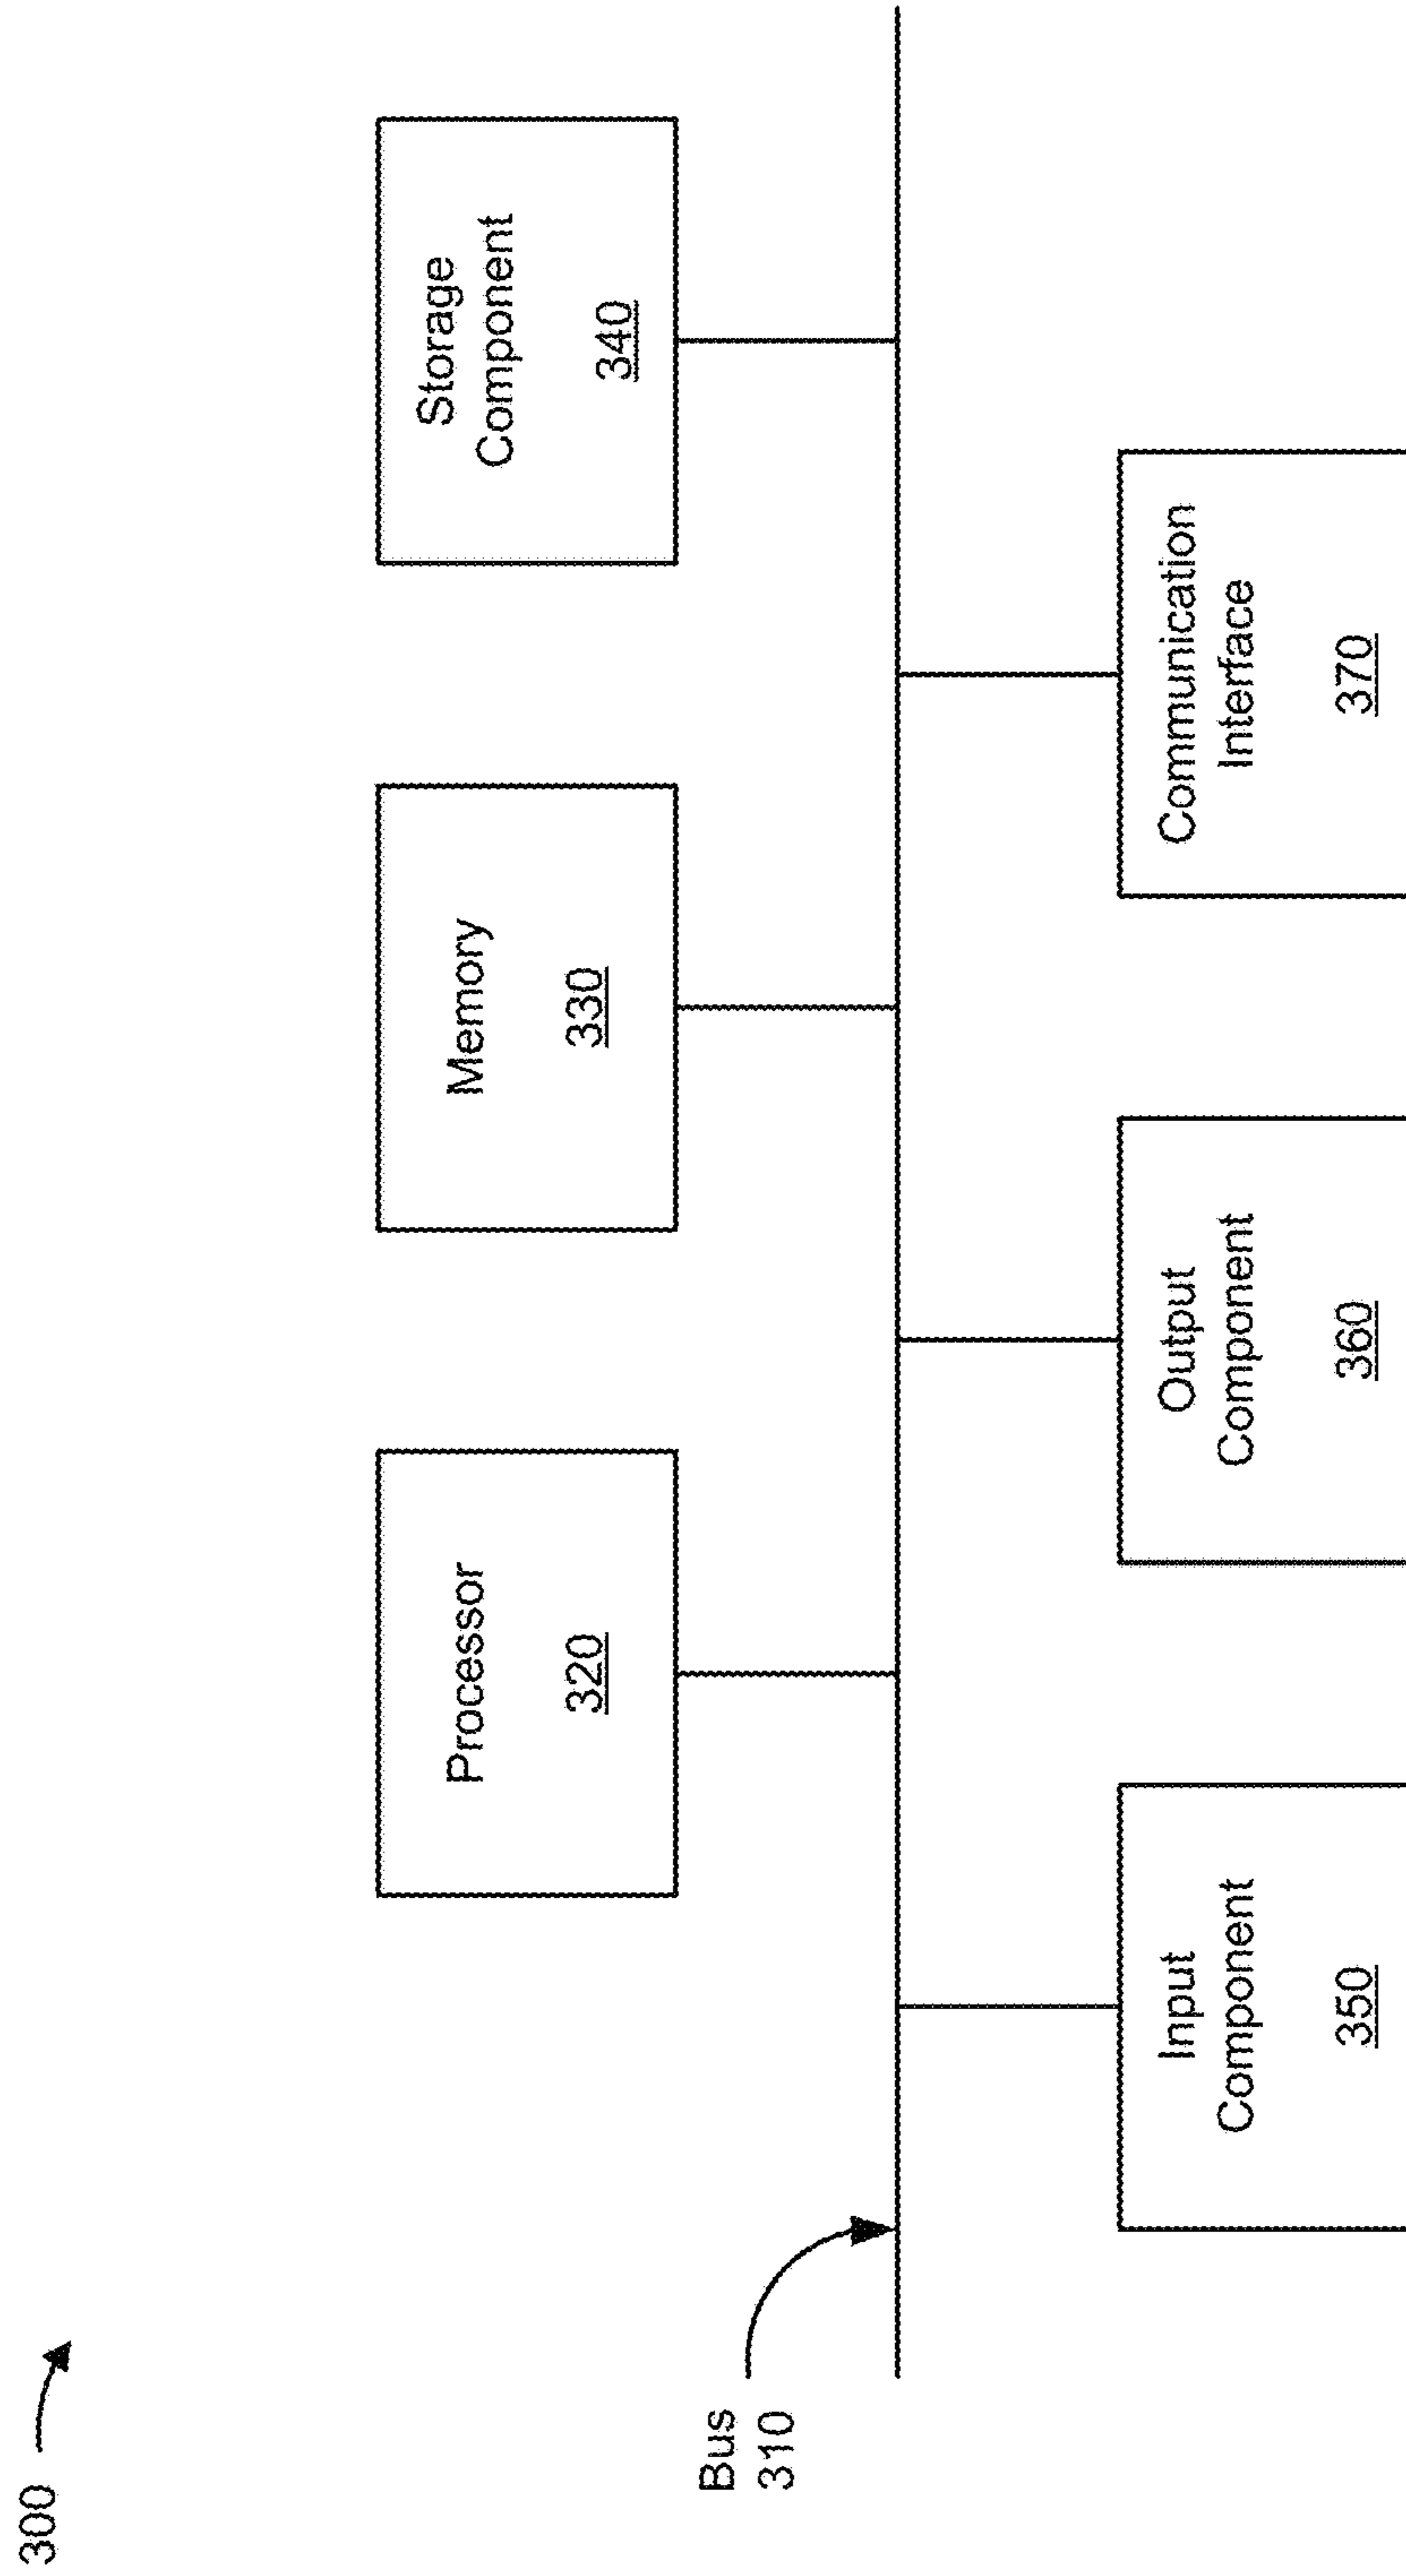 300
Processor
320
Memory
330
Storage
Component
340
Bus
310
Input
Component
350
Output
Component
360
Communication
Interface
370